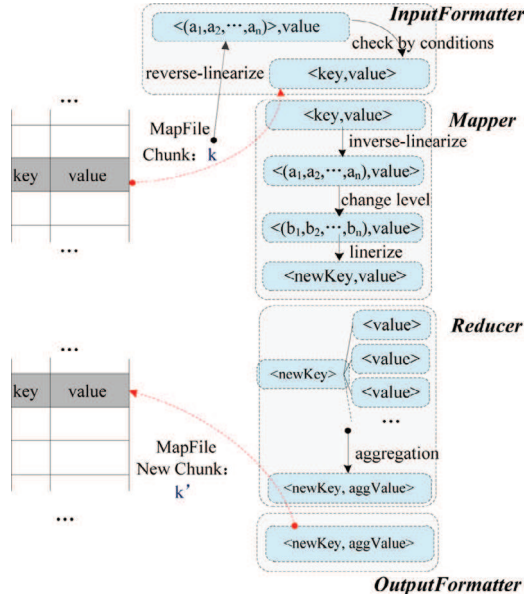 InputFormatter
<(a1,a2,⋯,an)>,value
check by conditions
reverse-linearize
<key,value>
...
MapFile
Chunk: k
key value
...
<key,value>
Mapper
inverse-linearize
<(a1,a2,⋯,an),value>
change level
<(b1,b2,⋯,bn),value>
linerize
<newKey,value>
Reducer
<value>
<value>
<newKey>
<value>
...
aggregation
<newKey, aggValue>
...
key value
MapFile
New Chunk:
k'
...
<newKey, aggValue>
OutputFormatter